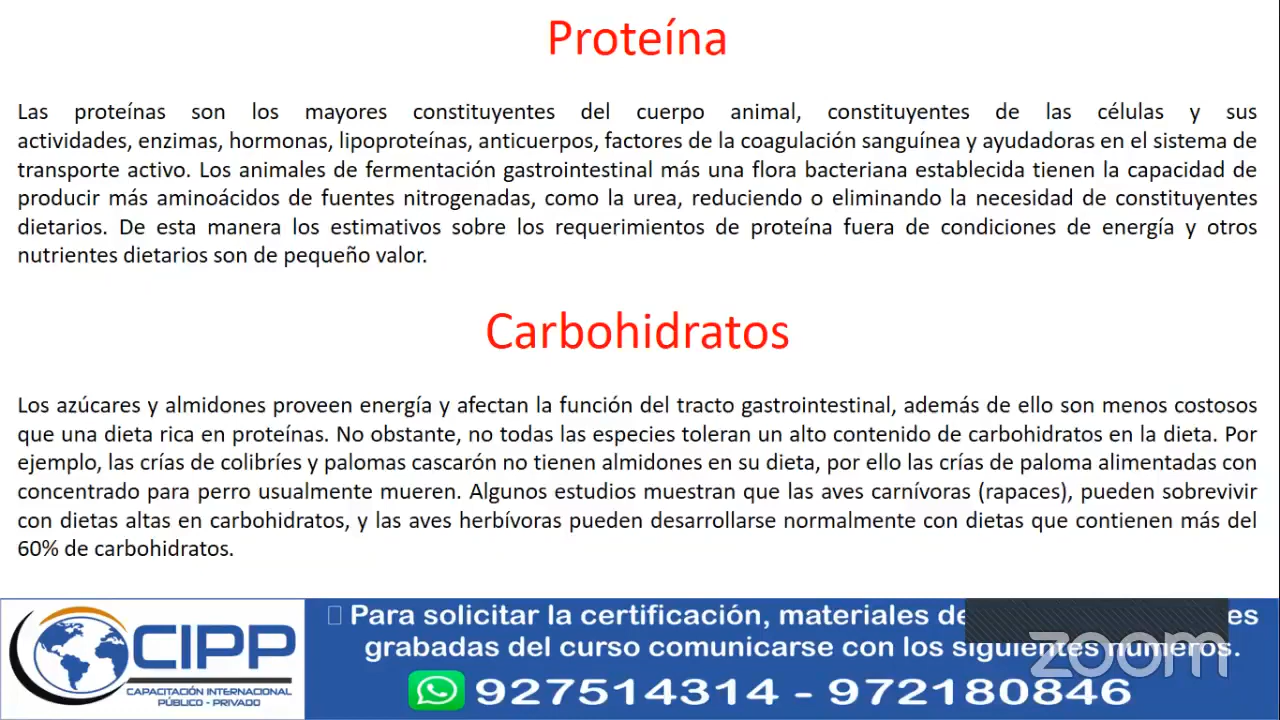 Proteína
Las proteínas son los mayores constituyentes del cuerpo animal, constituyentes de las células y sus
actividades, enzimas, hormonas, lipoproteínas, anticuerpos, factores de la coagulación sanguínea y ayudadoras en el sistema de
transporte activo. Los animales de fermentación gastrointestinal más una flora bacteriana establecida tienen la capacidad de
producir más aminoácidos de fuentes nitrogenadas, como la urea, reduciendo o eliminando la necesidad de constituyentes
dietarios. De esta manera los estimativos sobre los requerimientos de proteína fuera de condiciones de energía y otros
nutrientes dietarios son de pequeño valor.
Carbohidratos
Los azúcares y almidones proveen energía y afectan la función del tracto gastrointestinal, además de ello son menos costosos
que una dieta rica en proteínas. No obstante, no todas las especies toleran un alto contenido de carbohidratos en la dieta. Por
ejemplo, las crías de colibríes y palomas cascarón no tienen almidones en su dieta, por ello las crías de paloma alimentadas con
concentrado para perro usualmente mueren. Algunos estudios muestran que las aves carnívoras (rapaces), pueden sobrevivir
con dietas altas en carbohidratos, y las aves herbívoras pueden desarrollarse normalmente con dietas que contienen más del
60% de carbohidratos.
CIPP
CAPACITACIÓN INTERNACIONAL
PÚBLICO - PRIVADO
Para solicitar la certificación, materiales
grabadas del curso comunicarse con los siguientes números.
927514314 - 972180846
zoom